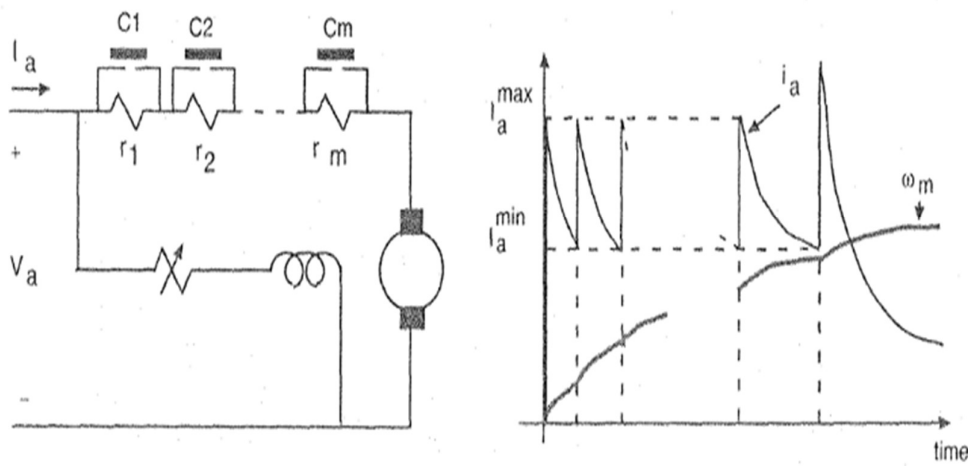 C1 C2 Cm
I a
r 1 r 2 r m
+
V a
-
I a max
I a min
i a
ω m
time